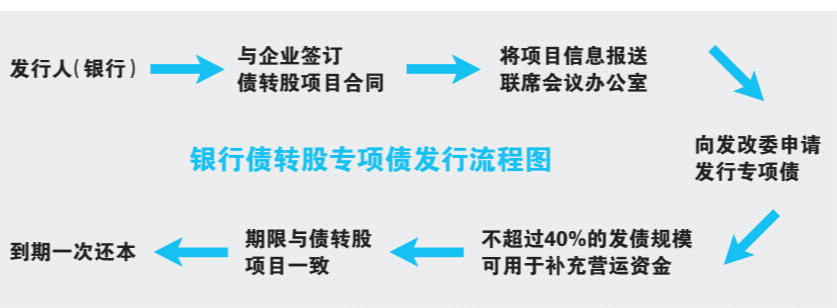 发行人(银行)
与企业签订
债转股项目合同
将项目信息报送
联席会议办公室
向发改委申请
发行专项债
银行债转股专项债发行流程图
不超过40%的发债规模
可用于补充营运资金
期限与债转股
项目一致
到期一次还本